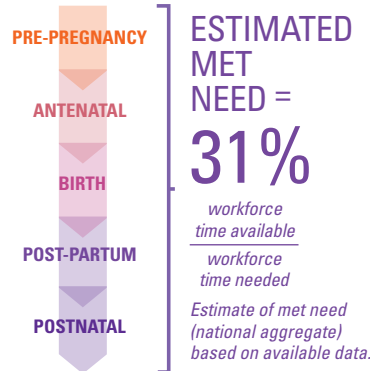 PRE-PREGNANCY
ANTENATAL
BIRTH
POST-PARTUM
POSTNATAL
ESTIMATED
MET
NEED =
31%
workforce
time available
workforce
time needed
Estimate of met need
(national aggregate)
based on available data.